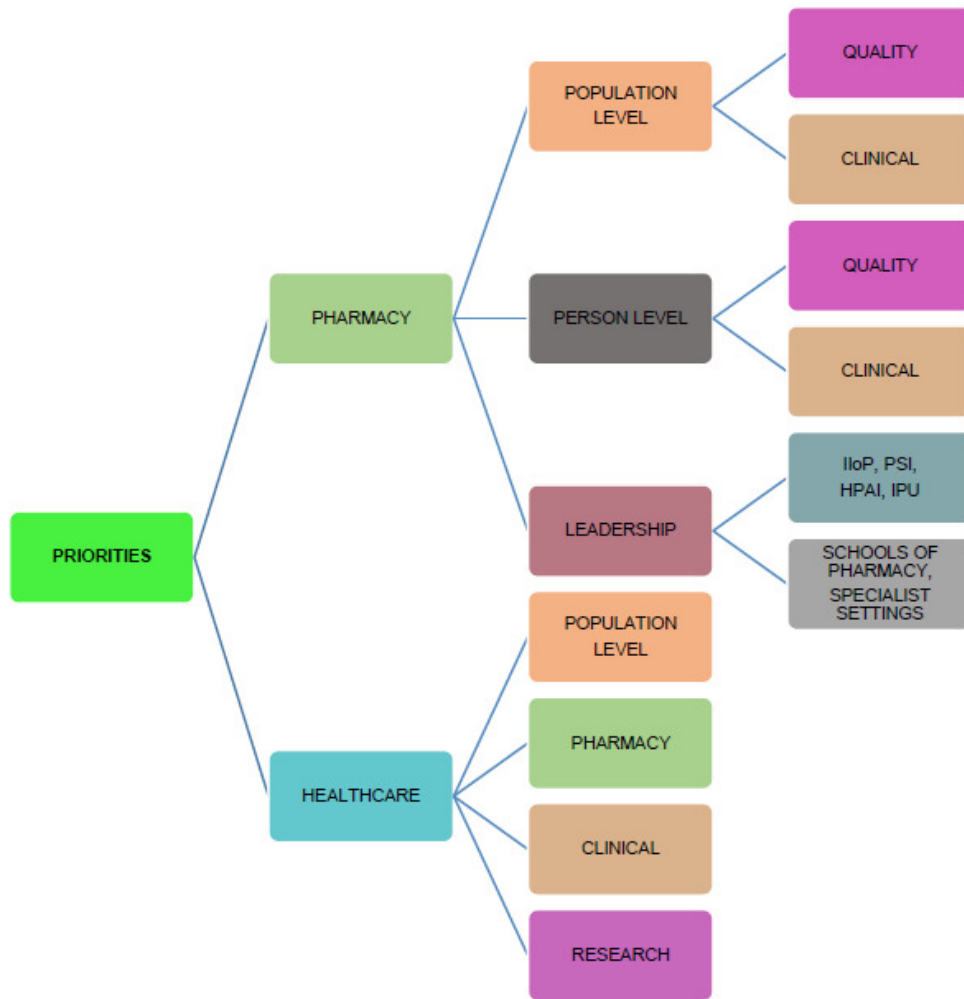 PRIORITIES
PHARMACY
POPULATION
LEVEL
QUALITY
CLINICAL
PERSON LEVEL
QUALITY
CLINICAL
LEADERSHIP
IIoP, PSI,
HPAI, IPU
SCHOOLS OF
PHARMACY,
SPECIALIST
SETTINGS
HEALTHCARE
POPULATION
LEVEL
PHARMACY
CLINICAL
RESEARCH